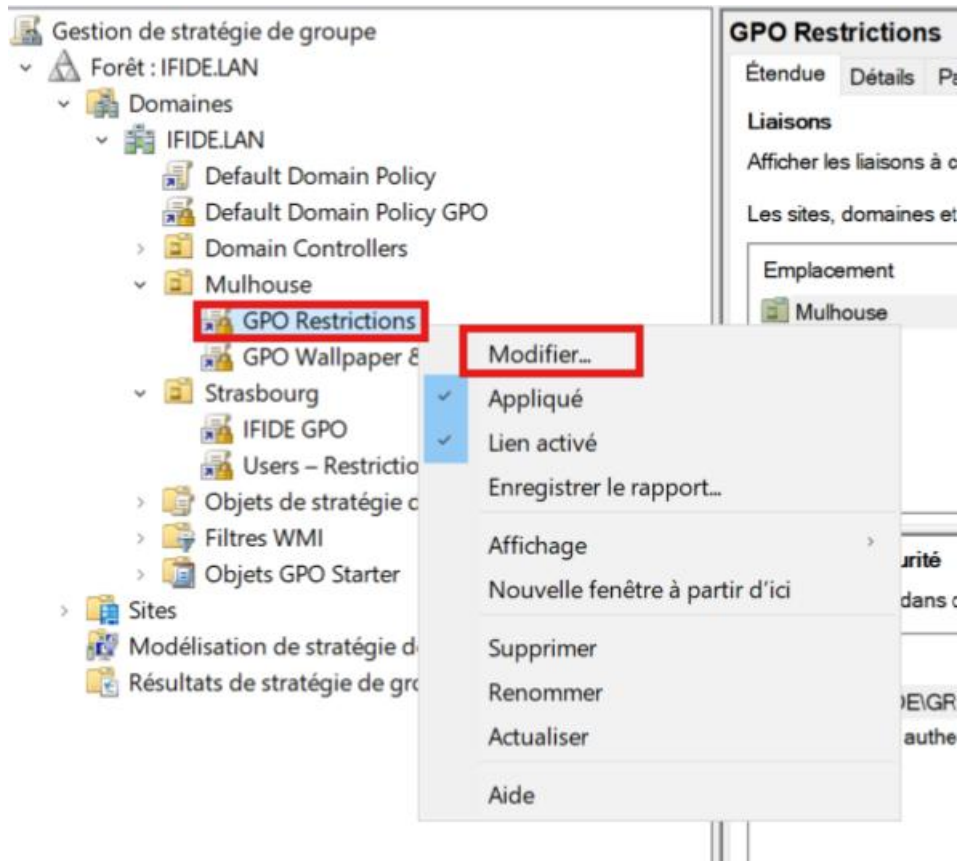 Gestion de stratégie de groupe
Forêt : IFIDE.LAN
Domaines
IFIDE.LAN
Default Domain Policy
Default Domain Policy GPO
Domain Controllers
Mulhouse
GPO Restrictions
GPO Wallpaper &
Strasbourg
IFIDE GPO
Users – Restrictio
Objets de stratégie
Filtres WMI
Objets GPO Starter
Sites
Modélisation de stratégie
Résultats de stratégie de
Modifier...
Appliqué
Lien activé
Enregistrer le rapport...
Affichage
Nouvelle fenêtre à partir d'ici
Supprimer
Renommer
Actualiser
Aide
GPO Restrictions
Étendue Détails
Liaisons
Afficher les liaisons à
Les sites, domaines et
Emplacement
Mulhouse
urité
dans
E\GR
authe